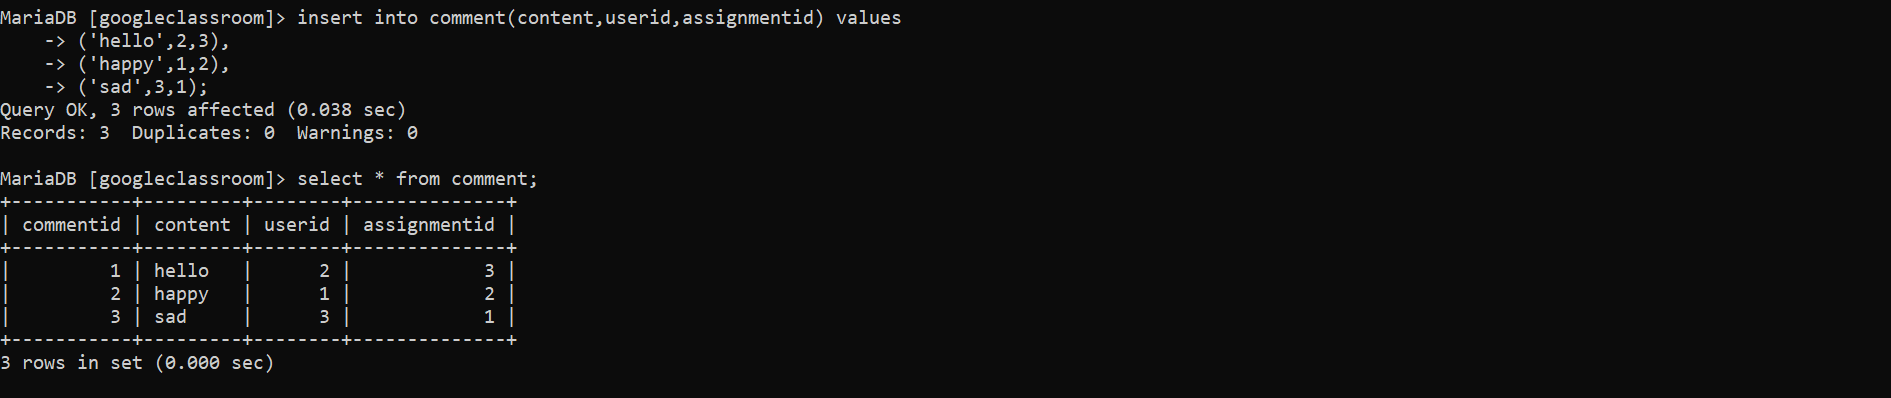 MariaDB [googleclassroom]> insert into comment(content,userid,assignmentid) values
    -> ('hello',2,3),
    -> ('happy',1,2),
    -> ('sad',3,1);
Query OK, 3 rows affected (0.038 sec)
Records: 3  Duplicates: 0  Warnings: 0

MariaDB [googleclassroom]> select * from comment;
+-----------+---------+--------+--------------+
| commentid | content | userid | assignmentid |
+-----------+---------+--------+--------------+
|         1 | hello   |      2 |            3 |
|         2 | happy   |      1 |            2 |
|         3 | sad     |      3 |            1 |
+-----------+---------+--------+--------------+
3 rows in set (0.000 sec)